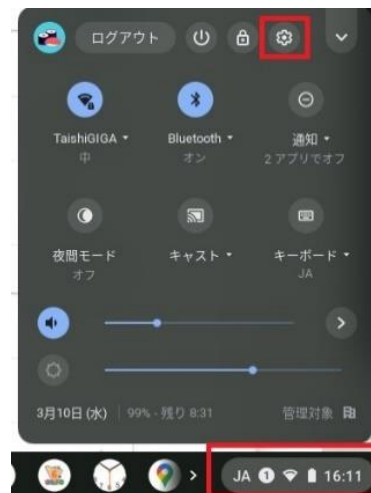 ログアウト
TaishiGIGA
中
Bluetooth
オン
通知
2 アプリでオフ
夜間モード
オフ
キャスト
キーボード
JA
3月10日 (水) 99% - 残り 8:31 管理対象
JA 1 16:11